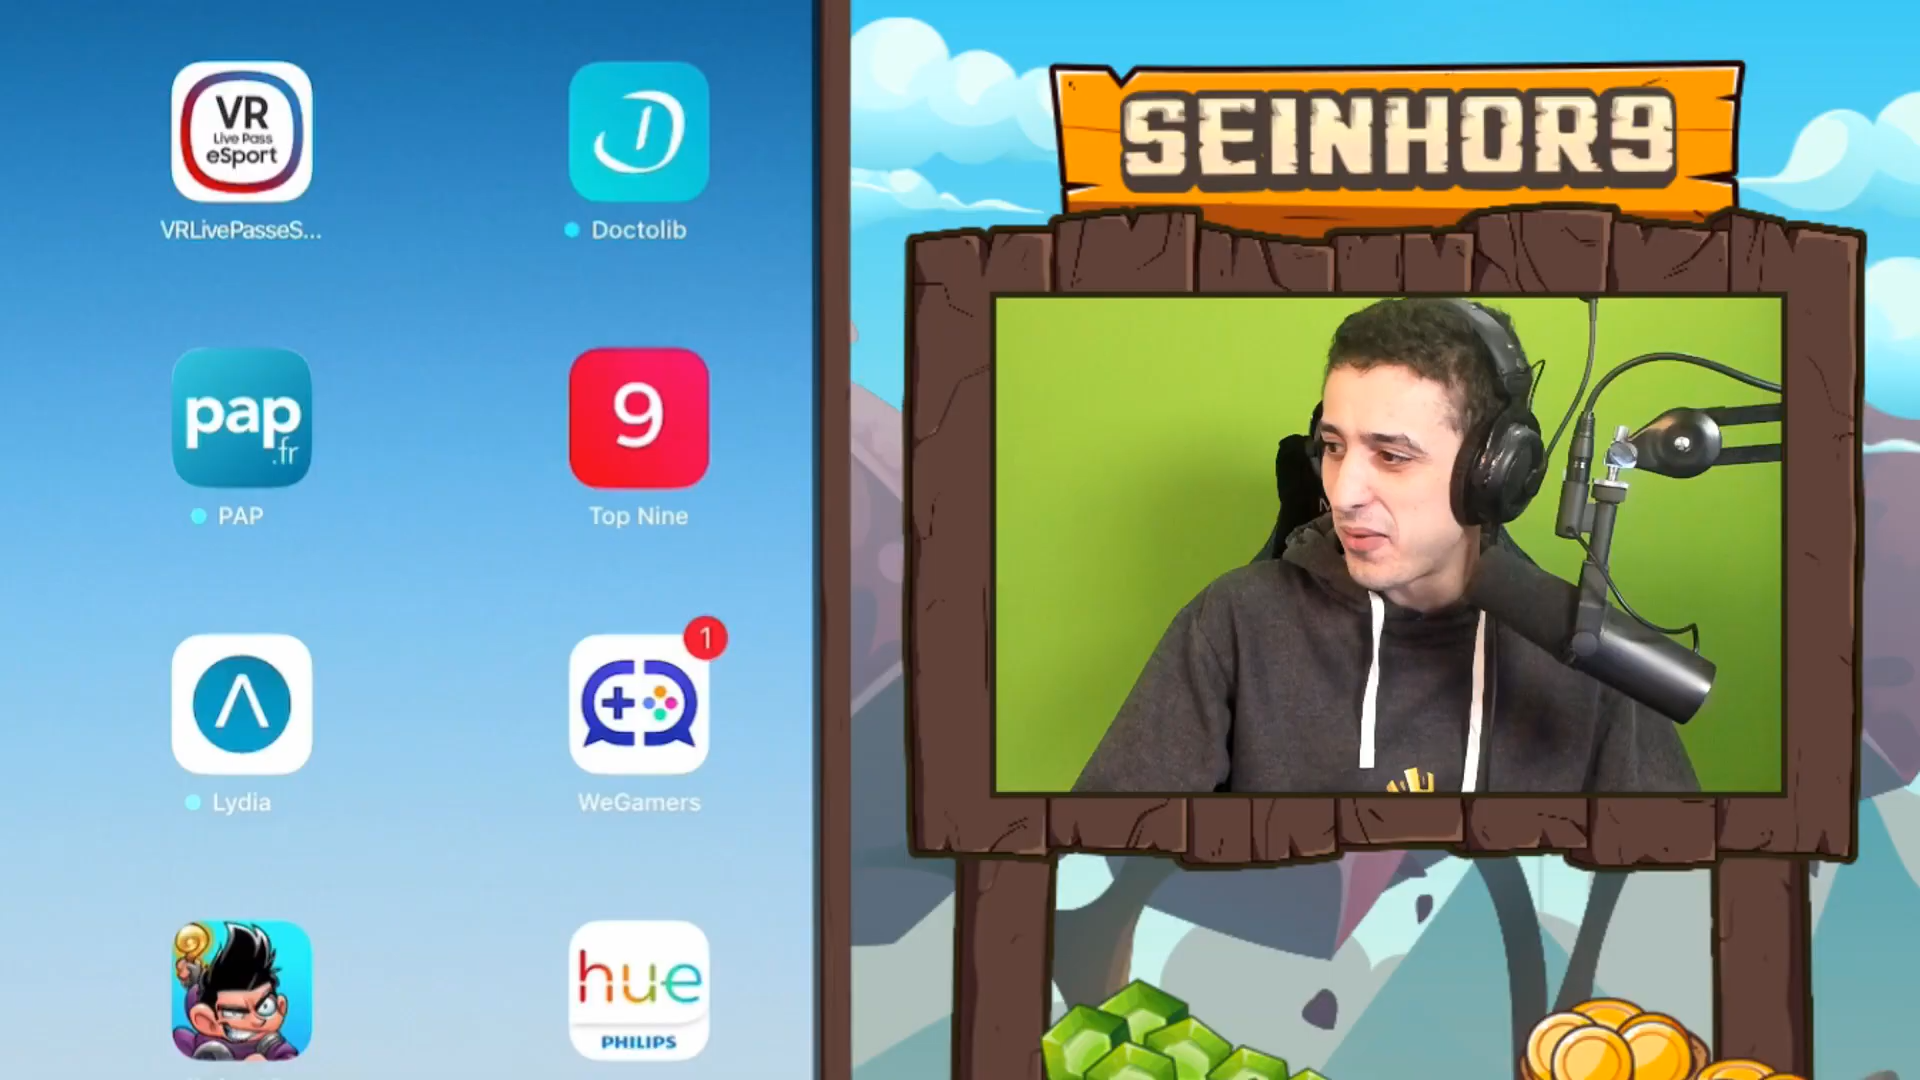 VR
Live Pass
eSport
VRLivePasseS...
Doctolib
pap
.fr
PAP
9
Top Nine
Lydia
1
WeGamers
hue
PHILIPS
SEINHOR9